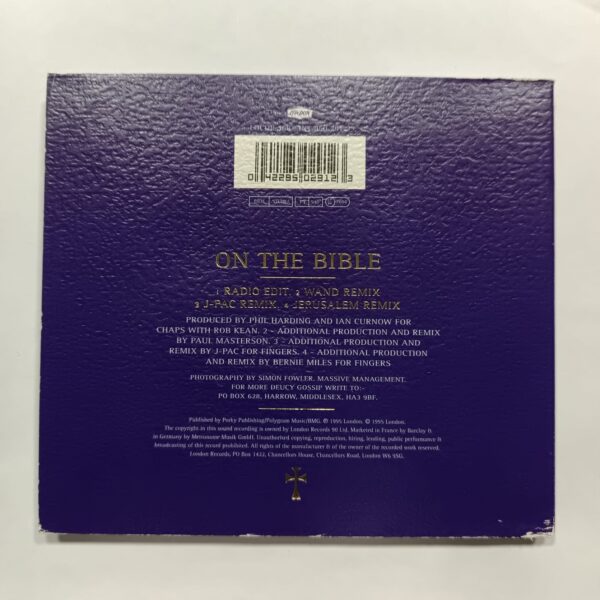 London
0 42285 02912 3
ON THE BIBLE
1 RADIO EDIT. 2 WAND REMIX
3 J-PAC REMIX. 4 JERUSALEM REMIX
PRODUCED BY PHIL HARDING AND IAN CURNOW FOR
CHAPS WITH ROB KEAN. 2 - ADDITIONAL PRODUCTION AND REMIX
BY PAUL MASTERSON. 3 - ADDITIONAL PRODUCTION AND
REMIX BY J-PAC FOR FINGERS. 4 - ADDITIONAL PRODUCTION
AND REMIX BY BERNIE MILES FOR FINGERS
PHOTOGRAPHY BY SIMON FOWLER. MASSIVE MANAGEMENT.
FOR MORE DEUCY GOSSIP WRITE TO:-
PO BOX 628, HARROW, MIDDLESEX, HA3 9BF.
Published by Porky Publishing/Polygram Music/BMG. ℗ 1995 London. © 1995 London.
The copyright in this sound recording is owned by London Records 90 Ltd. Marketed in France by Barclay &
in Germany by Metronome Musik GmbH. Unauthorised copying, reproduction, hiring, lending, public performance &
broadcasting of this record prohibited. All rights of the manufacturer & of the owner of the recorded work reserved.
London Records, PO Box 1422, Chancellors House, Chancellors Road, London W6 9SG.